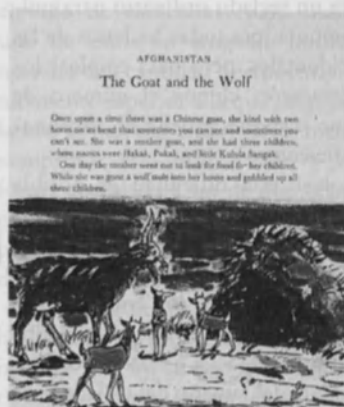 AFGHANISTAN
The Goat and the Wolf
Once upon a time there was a Chinese goat, the kind with two
horns on its head that sometimes you can see and sometimes you
can't see. She was a mother goat, and she had three children,
whose names were Pukak, and little Kulula Sangak.
One day the mother went out to look for food for her children.
While she was gone a wolf stole into her house and gobbled up all
three children.